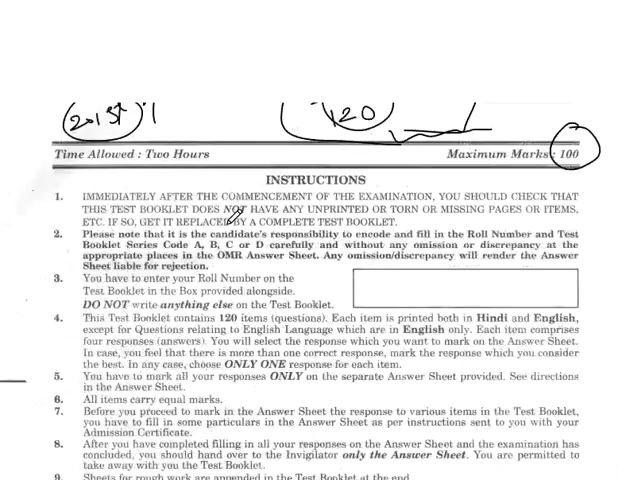 2.1st
120
Time Allowed : Two Hours Maximum Marks : 100
INSTRUCTIONS
1. IMMEDIATELY AFTER THE COMMENCEMENT OF THE EXAMINATION, YOU SHOULD CHECK THAT
THIS TEST BOOKLET DOES NOT HAVE ANY UNPRINTED OR TORN OR MISSING PAGES OR ITEMS,
ETC. IF SO, GET IT REPLACED BY A COMPLETE TEST BOOKLET.
2. Please note that it is the candidate's responsibility to encode and fill in the Roll Number and Test
Booklet Series Code A, B, C or D carefully and without any omission or discrepancy at the
appropriate places in the OMR Answer Sheet. Any omission/discrepancy will render the Answer
Sheet liable for rejection.
3. You have to enter your Roll Number on the
Test Booklet in the Box provided alongside.
DO NOT write anything else on the Test Booklet.
4. This Test Booklet contains 120 items (questions). Each item is printed both in Hindi and English,
except for Questions relating to English Language which are in English only. Each item comprises
four responses (answers). You will select the response which you want to mark on the Answer Sheet.
In case, you feel that there is more than one correct response, mark the response which you consider
the best. In any case, choose ONLY ONE response for each item.
5. You have to mark all your responses ONLY on the separate Answer Sheet provided. See directions
in the Answer Sheet.
6. All items carry equal marks.
7. Before you proceed to mark in the Answer Sheet the response to various items in the Test Booklet,
you have to fill in some particulars in the Answer Sheet as per instructions sent to you with your
Admission Certificate.
8. After you have completed filling in all your responses on the Answer Sheet and the examination has
concluded, you should hand over to the Invigilator only the Answer Sheet. You are permitted to
take away with you the Test Booklet.
9. Sheets for rough work are appended in the Test Booklet at the end.